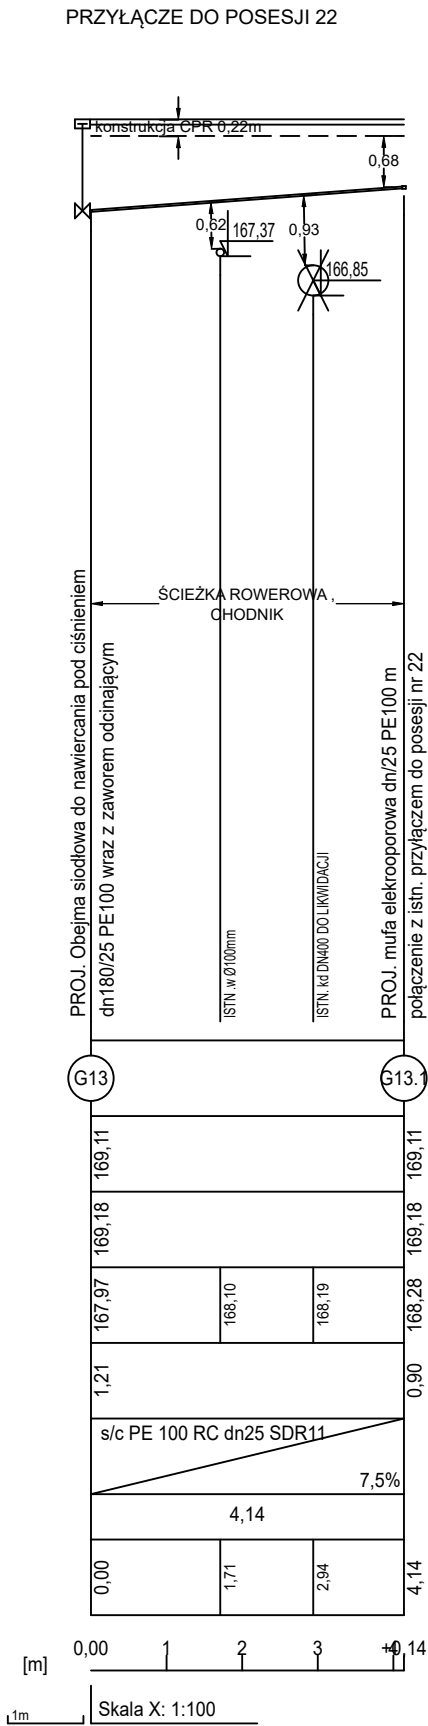 PRZYŁĄCZE DO POSESJI 22
konstrukcja CPR 0,22m
0,68
0,62
167,37
0,93
166,85
ŚCIEŻKA ROWEROWA ,
CHODNIK
PROJ. Obejma siodłowa do nawiercania pod ciśnieniem
dn180/25 PE100 wraz z zaworem odcinającym
ISTN .w Ø100mm
ISTN. kd DN400 DO LIKWIDACJI
PROJ. mufa elekrooporowa dn/25 PE100 m
połączenie z istn. przyłączem do posesji nr 22
G13
G13.1
169,11
169,11
169,18
169,18
167,97
168,10
168,19
168,28
1,21
0,90
s/c PE 100 RC dn25 SDR11
7,5%
4,14
0,00
1,71
2,94
4,14
[m]
0,00 1 2 3 4 +0,14
1m
Skala X: 1:100